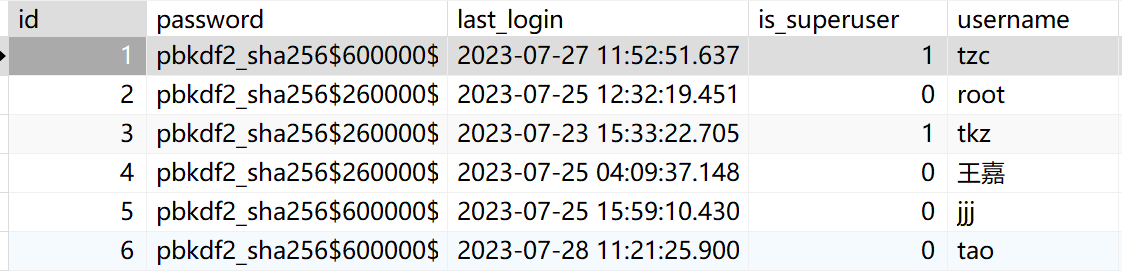 id password last_login is_superuser username
1 pbkdf2_sha256$600000$ 2023-07-27 11:52:51.637 1 tzc
2 pbkdf2_sha256$260000$ 2023-07-25 12:32:19.451 0 root
3 pbkdf2_sha256$260000$ 2023-07-23 15:33:22.705 1 tkz
4 pbkdf2_sha256$260000$ 2023-07-25 04:09:37.148 0 王嘉
5 pbkdf2_sha256$600000$ 2023-07-25 15:59:10.430 0 jjj
6 pbkdf2_sha256$600000$ 2023-07-28 11:21:25.900 0 tao